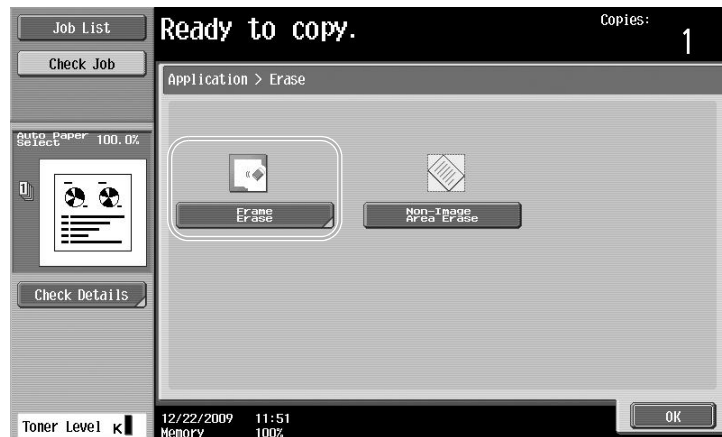 Job List
Ready to copy.
Copies:
1
Check Job
Application > Erase
Auto Paper
Select
100.0%
1
Frame
Erase
Non-Image
Area Erase
Check Details
OK
Toner Level K
12/22/2009 11:51
Memory 100%